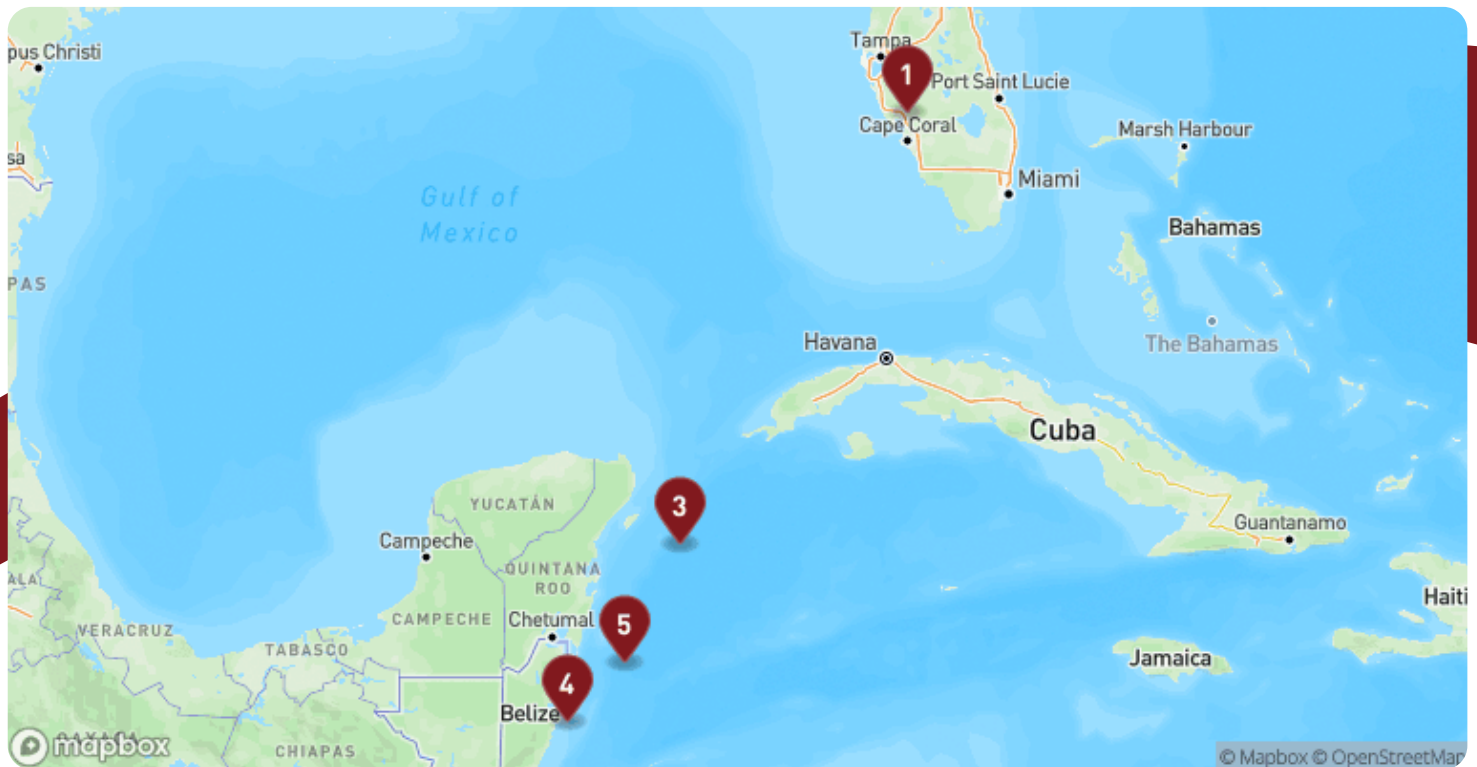 Tampa
pus Christi
1
Port Saint Lucie
Cape Coral
Marsh Harbour
sa
Miami
Gulf of
Mexico
Bahamas
PAS
Havana
The Bahamas
Cuba
YUCATÁN
3
Guantanamo
Campeche
QUINTANA
ROO
ALA
Haiti
CAMPECHE
Chetumal
5
VERACRUZ
TABASCO
Jamaica
4
Belize
OAXACA
mapbox
CHIAPAS
© Mapbox © OpenStreetMap